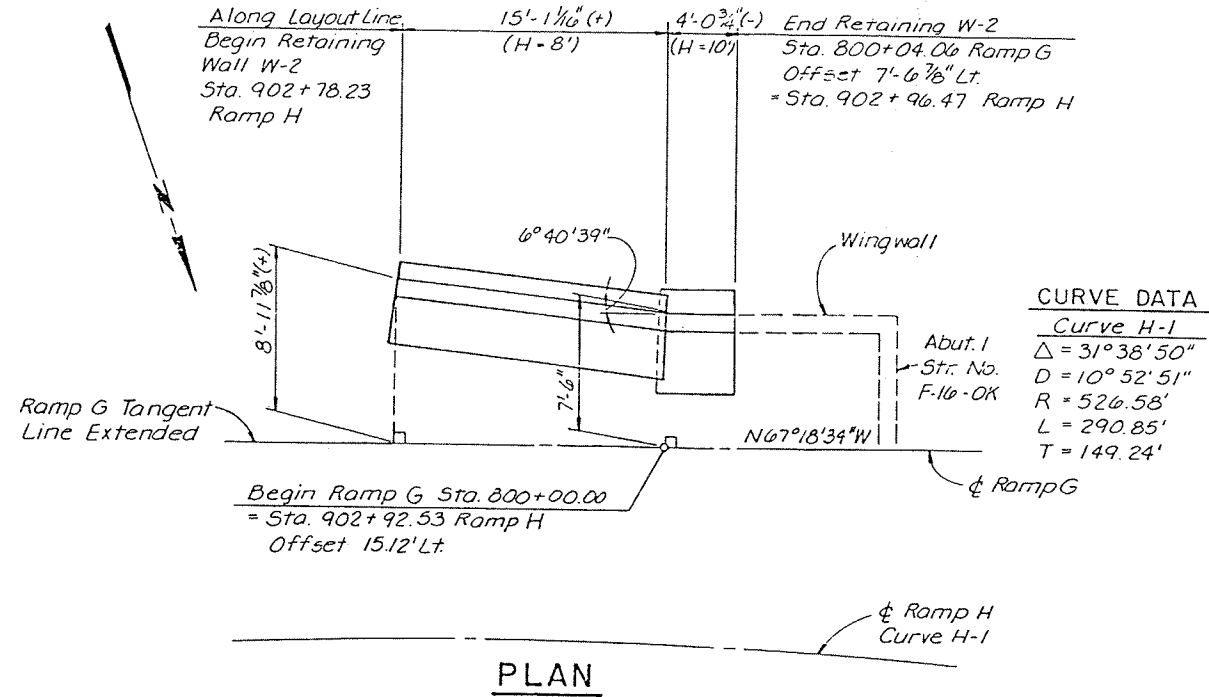 Along Layout Line
Begin Retaining
Wall W-2
Sta. 902+78.23
Ramp H
15'-1 1/16" (+)
(H=8')
4'-0 3/4" (-)
(H=10')
End Retaining W-2
Sta. 800+04.06 Ramp G
Offset 7'-6 7/8" Lt.
= Sta. 902+96.47 Ramp H
N
6°40'39"
Wingwall
8'-11 7/8" (+)
7'-6"
Abut. 1
Str. No.
F-16-OK
CURVE DATA
Curve H-1
Δ = 31°38'50"
D = 10°52'51"
R = 526.58'
L = 290.85'
T = 149.24'
Ramp G Tangent
Line Extended
N67°18'34"W
℄ Ramp G
Begin Ramp G Sta. 800+00.00
= Sta. 902+92.53 Ramp H
Offset 15.12' Lt.
℄ Ramp H
Curve H-1
PLAN